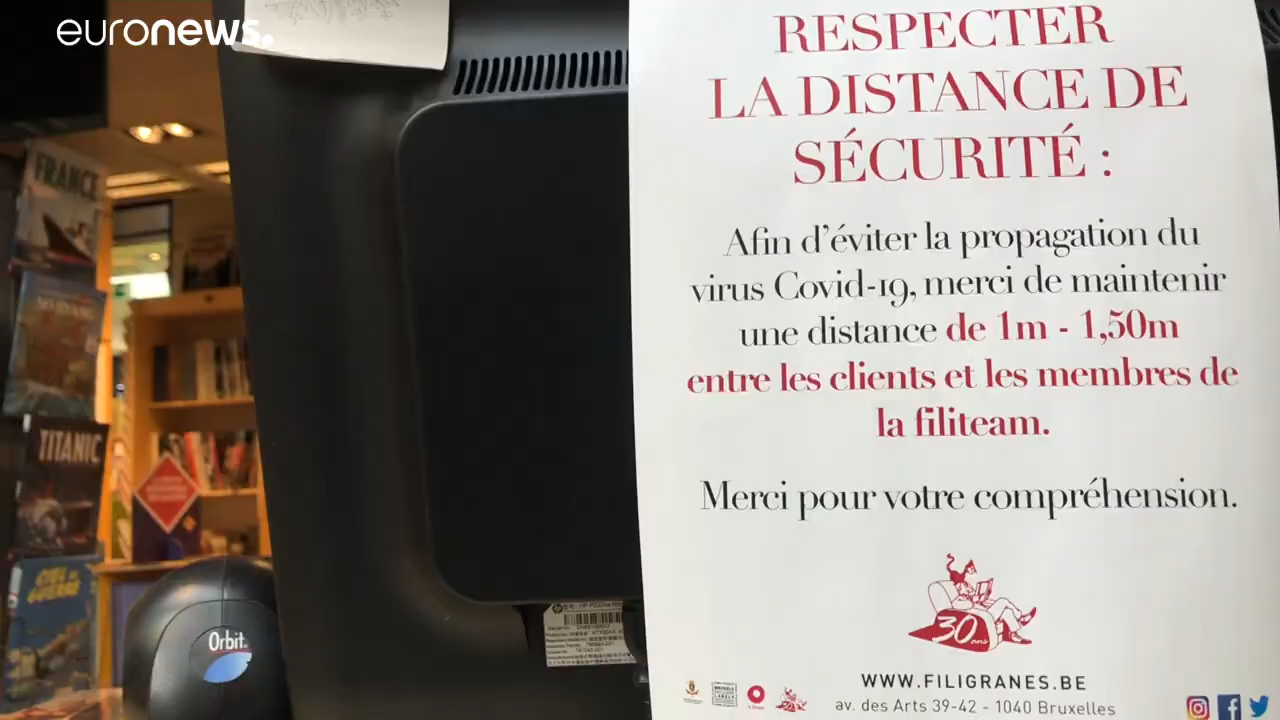 euronews.
RESPECTER
LA DISTANCE DE
SÉCURITÉ :
Afin d'éviter la propagation du
virus Covid-19, merci de maintenir
une distance de 1m - 1,50m
entre les clients et les membres de
la filiteam.
Merci pour votre compréhension.
30 ans
WWW.FILIGRANES.BE
av. des Arts 39-42 - 1040 Bruxelles
FRANCE
TITANIC
GUERRE
Orbit
hp